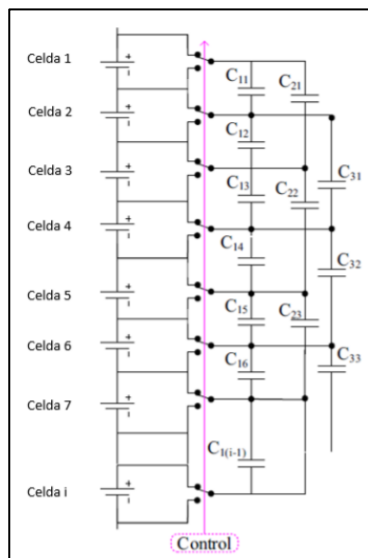 Celda 1
C11
C21
Celda 2
C12
Celda 3
C13
C22
C31
Celda 4
C14
C32
Celda 5
C15
C23
Celda 6
C16
C33
Celda 7
C1(i-1)
Celda i
Control